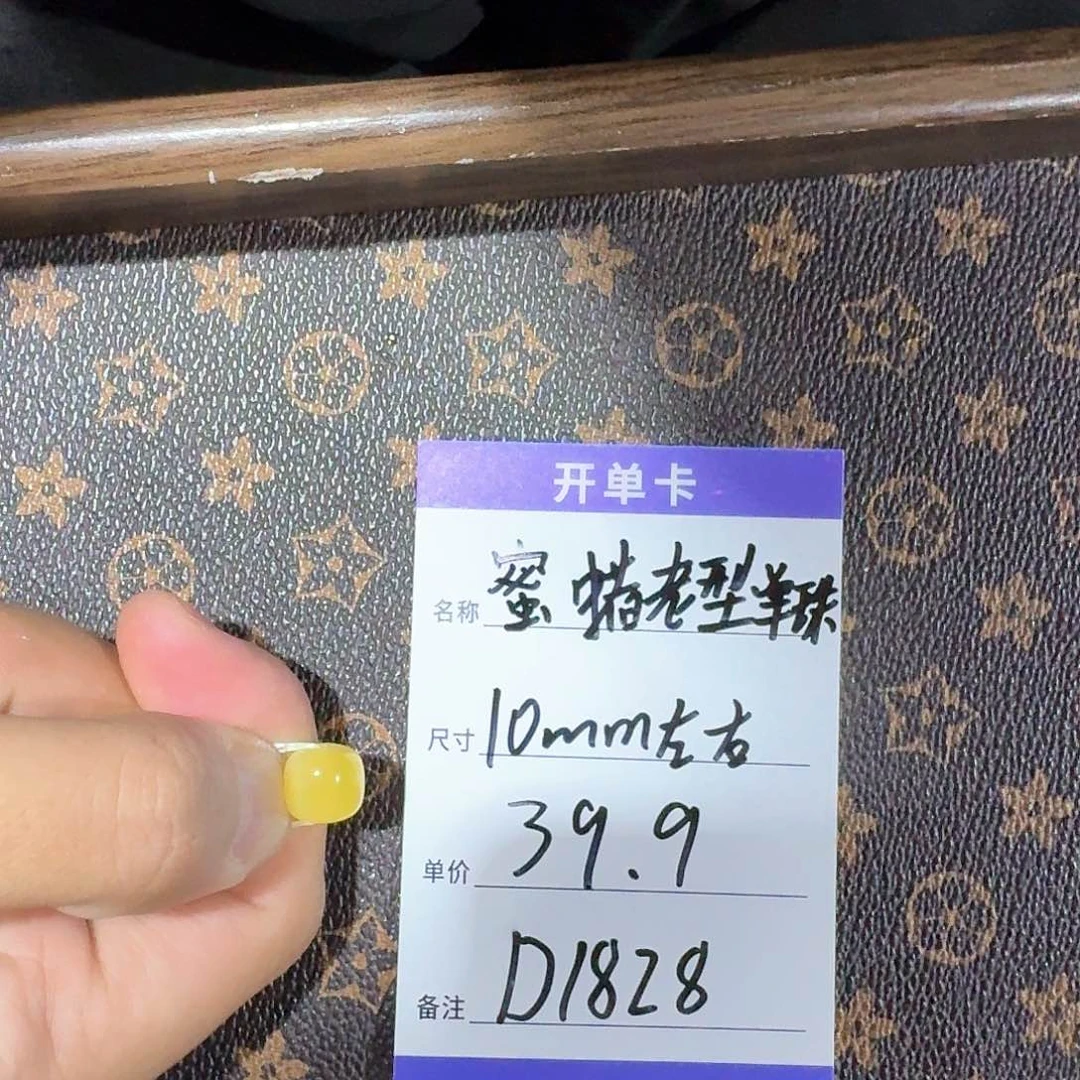 开单卡
名称 蜜蜡老型单珠
尺寸 10mm左右
单价 39.9
备注 D1828